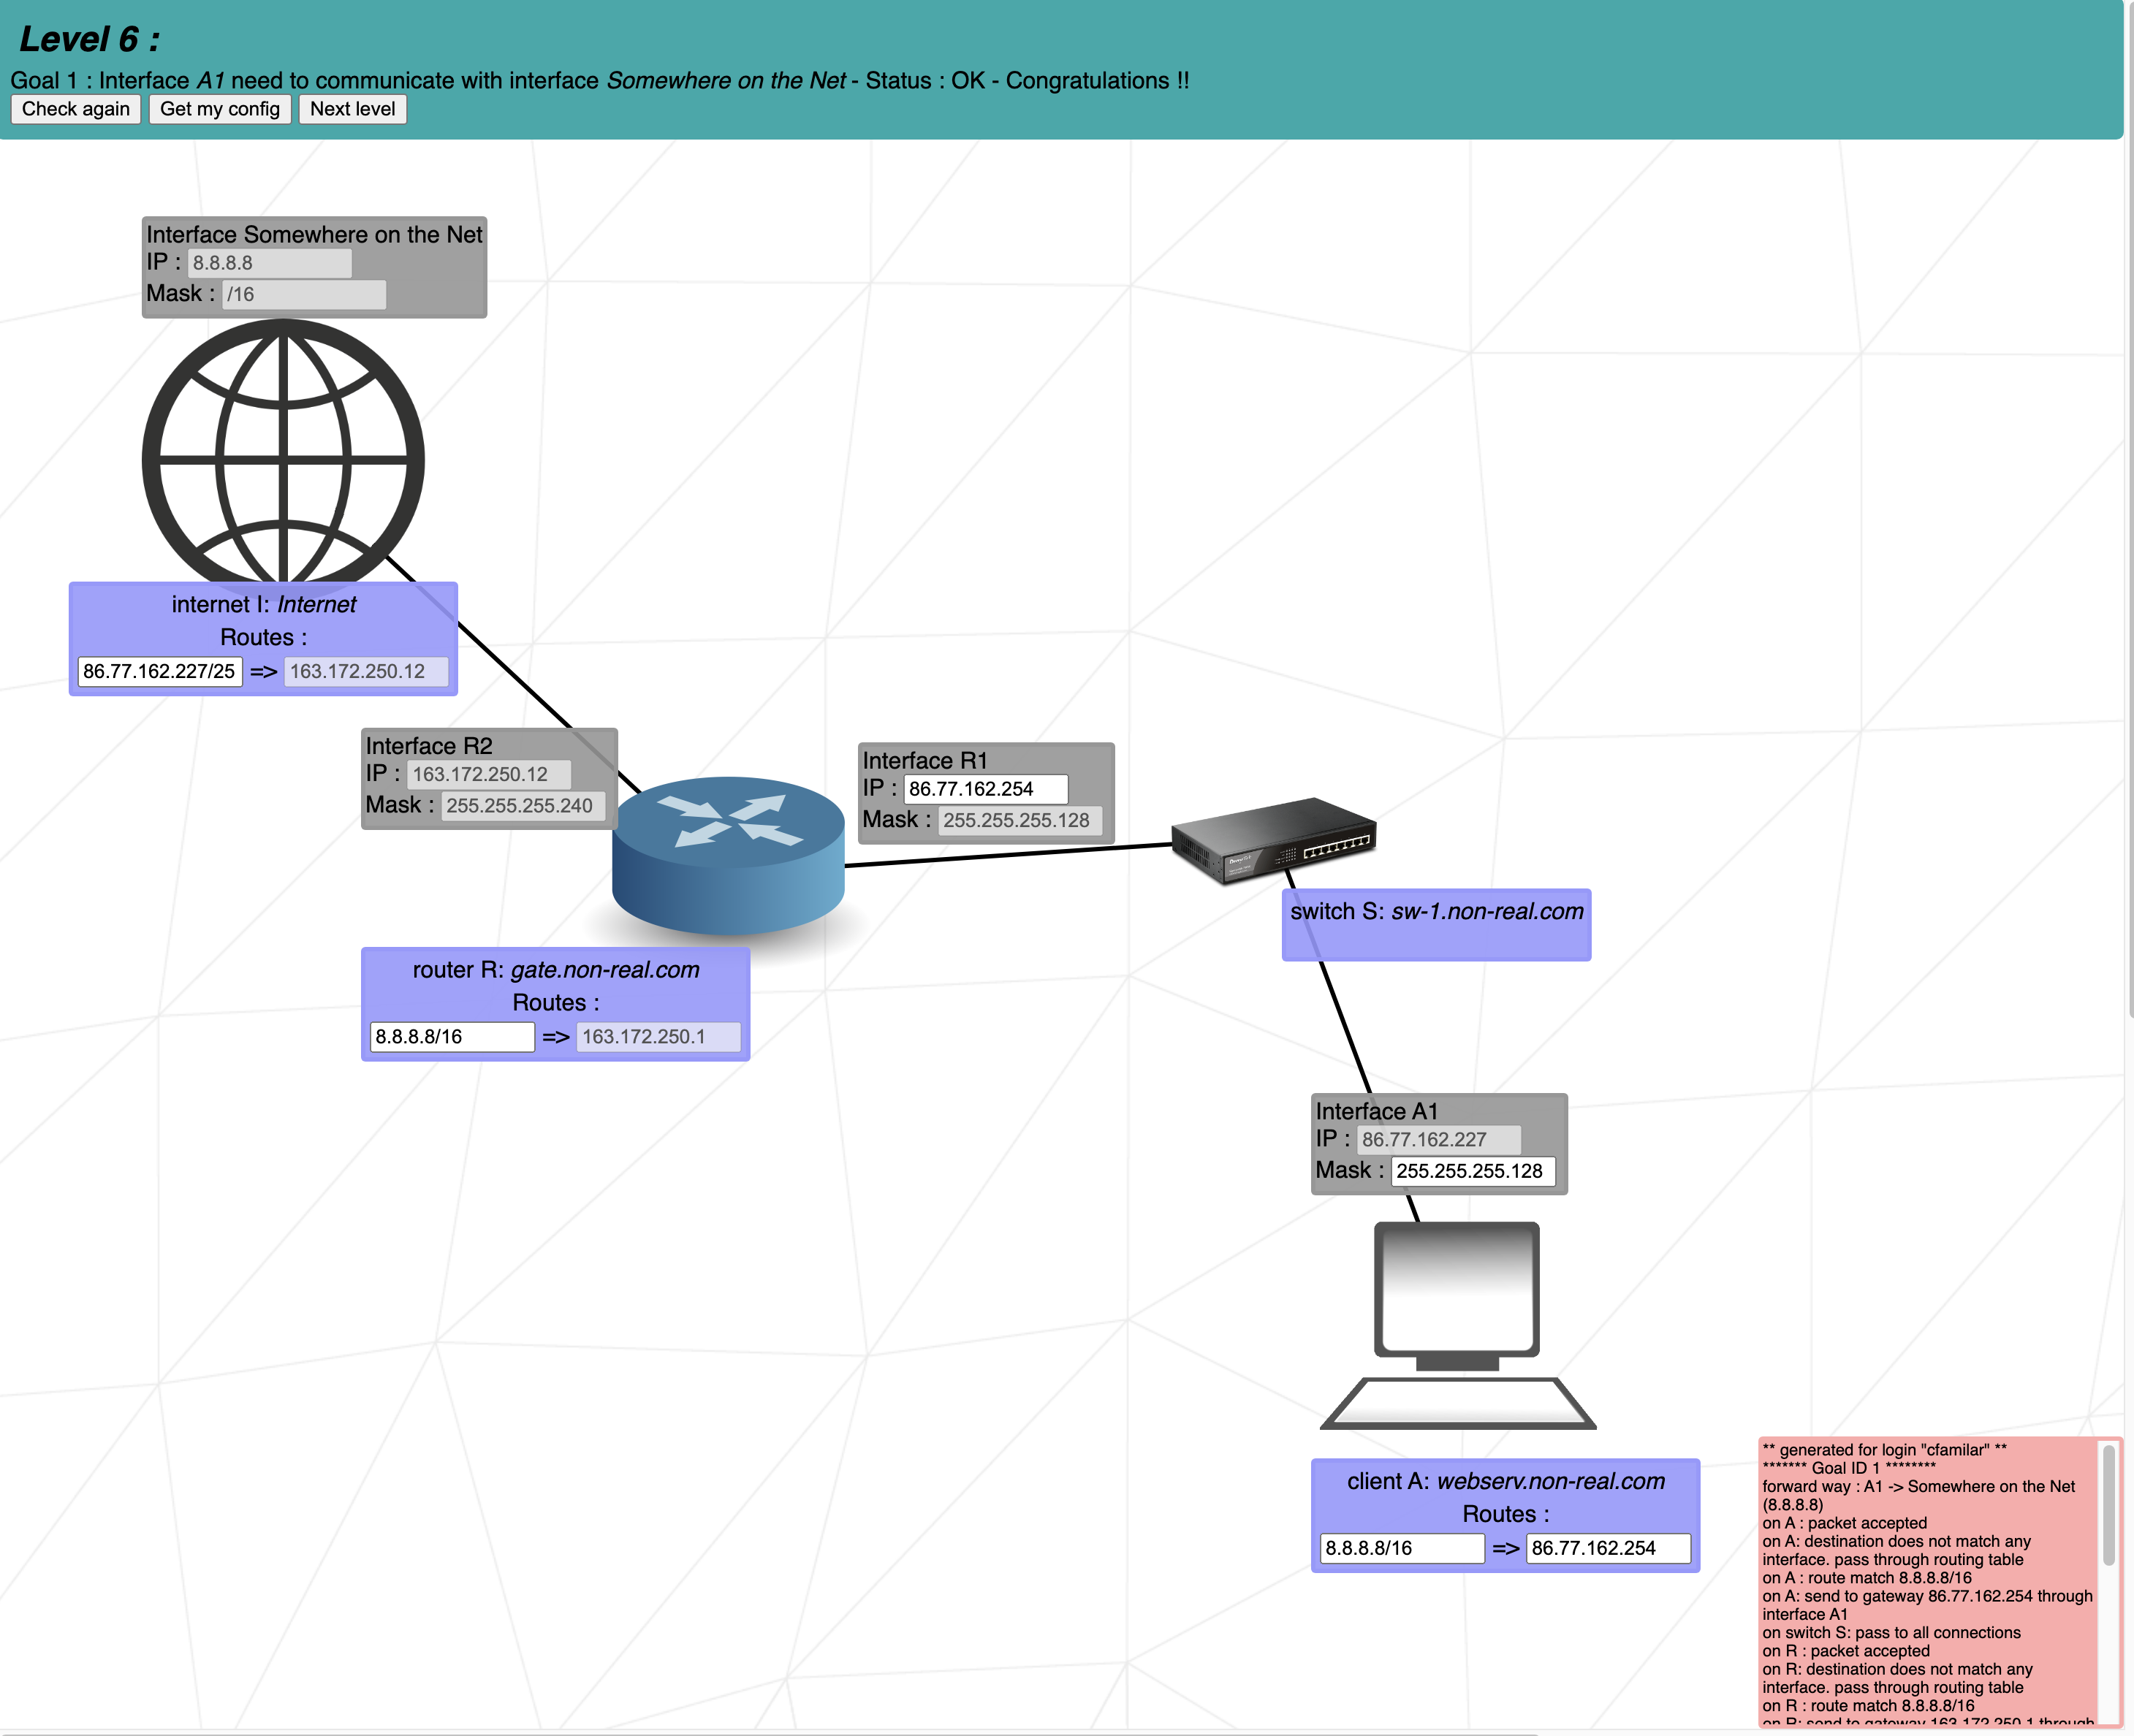 Level 6 :
Goal 1 : Interface A1 need to communicate with interface Somewhere on the Net - Status : OK - Congratulations !!
Check again
Get my config
Next level
Interface Somewhere on the Net
IP : 8.8.8.8
Mask : /16
internet I: Internet
Routes :
86.77.162.227/25 => 163.172.250.12
Interface R2
IP : 163.172.250.12
Mask : 255.255.255.240
Interface R1
IP : 86.77.162.254
Mask : 255.255.255.128
switch S: sw-1.non-real.com
router R: gate.non-real.com
Routes :
8.8.8.8/16 => 163.172.250.1
Interface A1
IP : 86.77.162.227
Mask : 255.255.255.128
client A: webserv.non-real.com
Routes :
8.8.8.8/16 => 86.77.162.254
** generated for login "cfamilar" **
******* Goal ID 1 ********
forward way : A1 -> Somewhere on the Net
(8.8.8.8)
on A : packet accepted
on A: destination does not match any
interface. pass through routing table
on A : route match 8.8.8.8/16
on A: send to gateway 86.77.162.254 through
interface A1
on switch S: pass to all connections
on R : packet accepted
on R: destination does not match any
interface. pass through routing table
on R : route match 8.8.8.8/16
on R: send to gateway 163.172.250.1 through